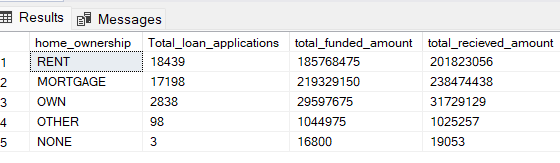 Results Messages
home_ownership Total_loan_applications total_funded_amount total_recieved_amount
1 RENT 18439 185768475 201823056
2 MORTGAGE 17198 219329150 238474438
3 OWN 2838 29597675 31729129
4 OTHER 98 1044975 1025257
5 NONE 3 16800 19053